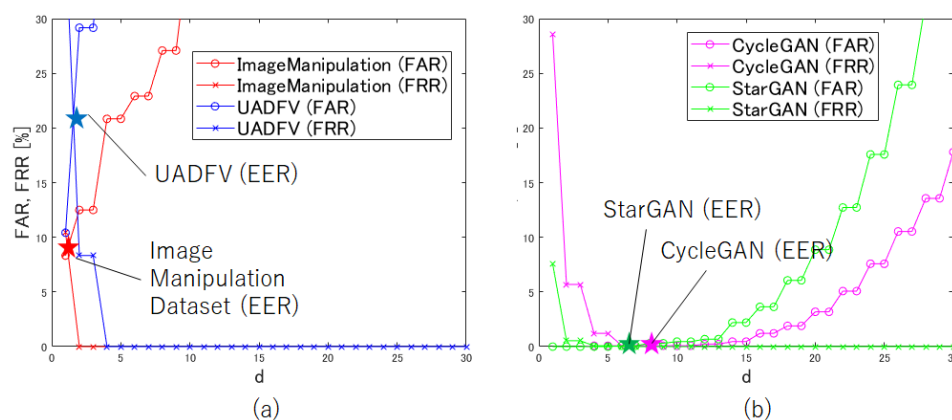 30
25
20
15
10
5
0
FAR, FRR [%]
0
5
10
15
20
25
30
d
ImageManipulation (FAR)
ImageManipulation (FRR)
UADFV (FAR)
UADFV (FRR)
UADFV (EER)
Image
Manipulation
Dataset (EER)
(a)
30
25
20
15
10
5
0
0
5
10
15
20
25
30
d
CycleGAN (FAR)
CycleGAN (FRR)
StarGAN (FAR)
StarGAN (FRR)
StarGAN (EER)
CycleGAN (EER)
(b)